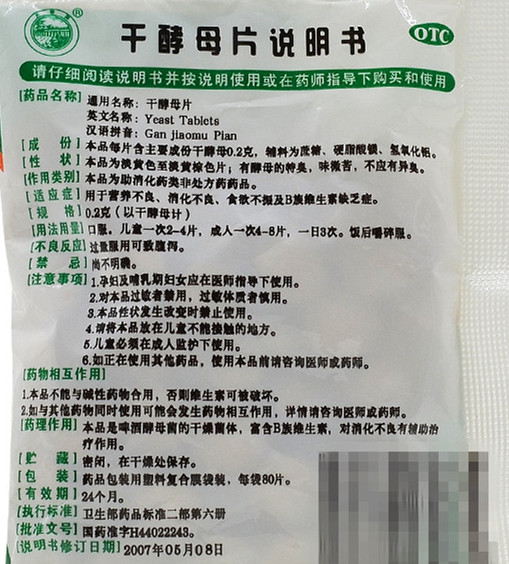 干酵母片说明书
OTC
请仔细阅读说明书并按说明使用或在药师指导下购买和使用
[药品名称] 通用名称：干酵母片
英文名称：Yeast Tablets
汉语拼音：Gan jiaomu Pian
[成 份] 本品每片含主要成份干酵母0.2克，辅料为蔗糖、硬脂酸镁、氢氧化铝。
[性 状] 本品为淡黄色至淡黄棕色片；有酵母的特臭，味微苦，不应有异臭。
[作用类别] 本品为助消化药类非处方药药品。
[适应症] 用于营养不良、消化不良、食欲不振及B族维生素缺乏症。
[规 格] 0.2克（以干酵母计）
[用法用量] 口服。儿童一次2–4片，成人一次4–8片，一日3次。饭后嚼碎服。
[不良反应] 过量服用可致腹泻。
[禁 忌] 尚不明确。
[注意事项] 1.孕妇及哺乳期妇女应在医师指导下使用。
2.对本品过敏者禁用，过敏体质者慎用。
3.本品性状发生改变时禁止使用。
4.请将本品放在儿童不能接触的地方。
5.儿童必须在成人监护下使用。
6.如正在使用其他药品，使用本品前请咨询医师或药师。
[药物相互作用]
1.本品不能与碱性药物合用，否则维生素可被破坏。
2.如与其他药物同时使用可能会发生药物相互作用，详情请咨询医师或药师。
[药理作用] 本品是啤酒酵母菌的干燥菌体，富含B族维生素，对消化不良有辅助治
疗作用。
[贮 藏] 密闭，在干燥处保存。
[包 装] 药品包装用塑料复合膜袋装，每袋80片。
[有效期] 24个月。
[执行标准] 卫生部药品标准二部第六册
[批准文号] 国药准字H44022243。
[说明书修订日期] 2007年05月08日